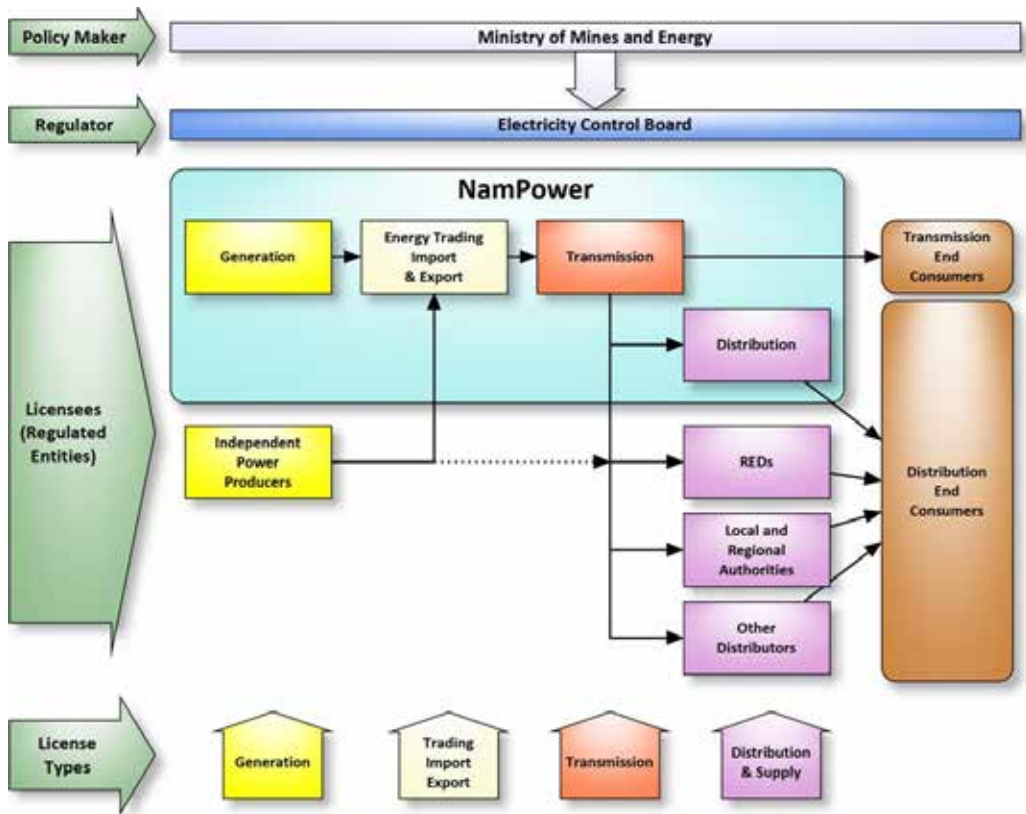 Policy Maker
Ministry of Mines and Energy
Regulator
Electricity Control Board
NamPower
Generation
Energy Trading
Import
& Export
Transmission
Transmission
End
Consumers
Distribution
Licensees
(Regulated
Entities)
Independent
Power
Producers
REDs
Distribution
End
Consumers
Local and
Regional
Authorities
Other
Distributors
License
Types
Generation
Trading
Import
Export
Transmission
Distribution
& Supply